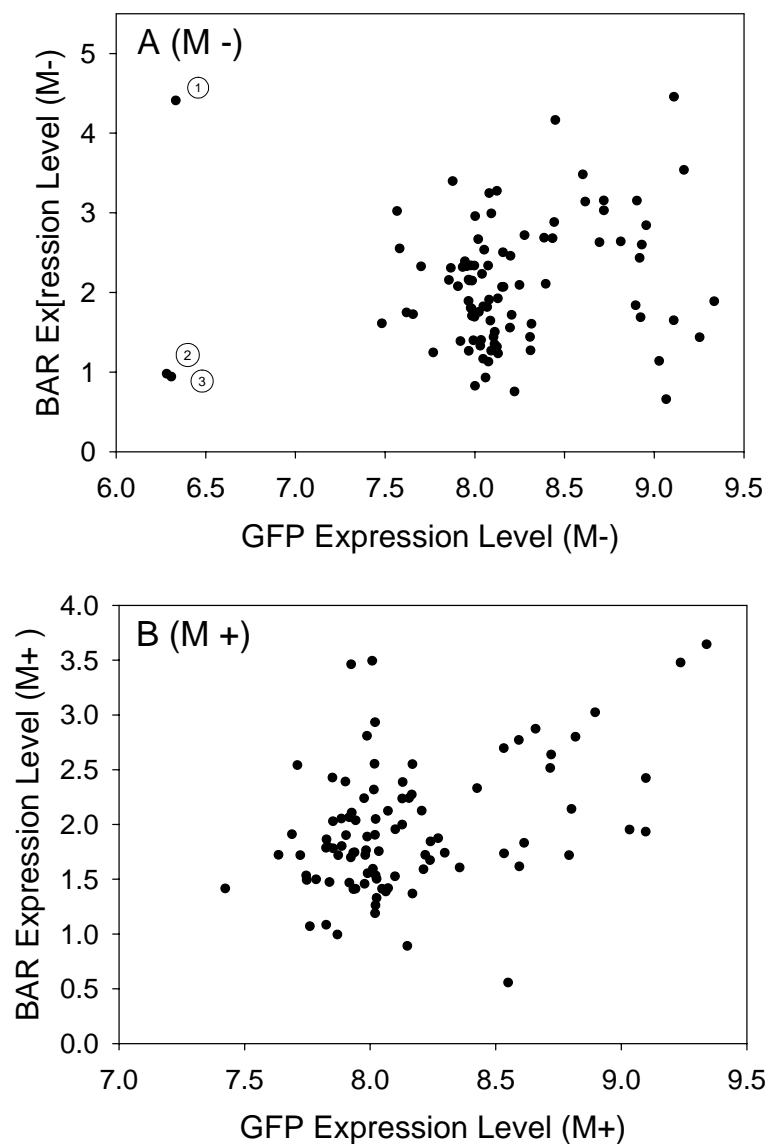 A (M -)
BAR Ex[ression Level (M-)
5
4
3
2
1
0
1
2
3
6.0 6.5 7.0 7.5 8.0 8.5 9.0 9.5
GFP Expression Level (M-)
B (M +)
BAR Expression Level (M+ )
4.0
3.5
3.0
2.5
2.0
1.5
1.0
0.5
0.0
7.0 7.5 8.0 8.5 9.0 9.5
GFP Expression Level (M+)